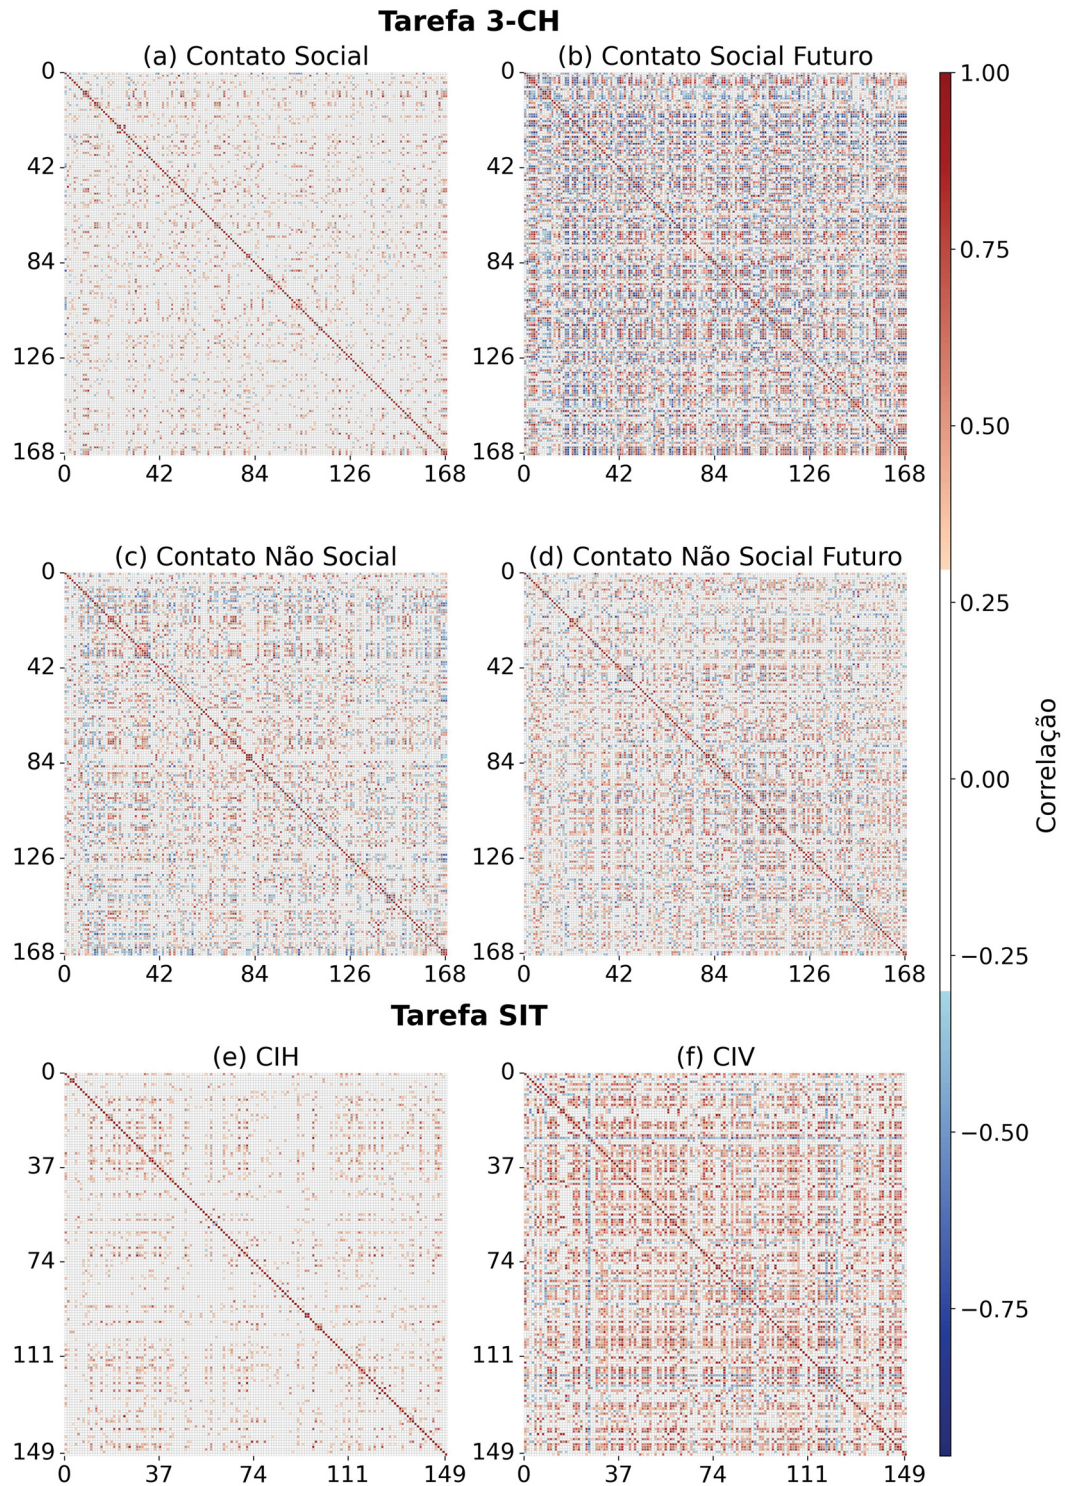 Tarefa 3-CH
(a) Contato Social
(b) Contato Social Futuro
0
42
84
126
168
0 42 84 126 168
0
42
84
126
168
0 42 84 126 168
(c) Contato Não Social
(d) Contato Não Social Futuro
0
42
84
126
168
0 42 84 126 168
0
42
84
126
168
0 42 84 126 168
Tarefa SIT
(e) CIH
(f) CIV
0
37
74
111
149
0 37 74 111 149
0
37
74
111
149
0 37 74 111 149
1.00
0.75
0.50
0.25
0.00
−0.25
−0.50
−0.75
Correlação